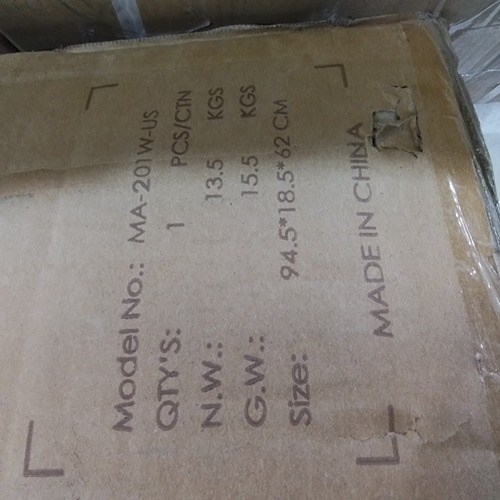 Model No.: MA-201W-US
QTY'S: 1 PCS/CTN
N.W.: 13.5 KGS
G.W.: 15.5 KGS
Size: 94.5*18.5*62 CM
MADE IN CHINA